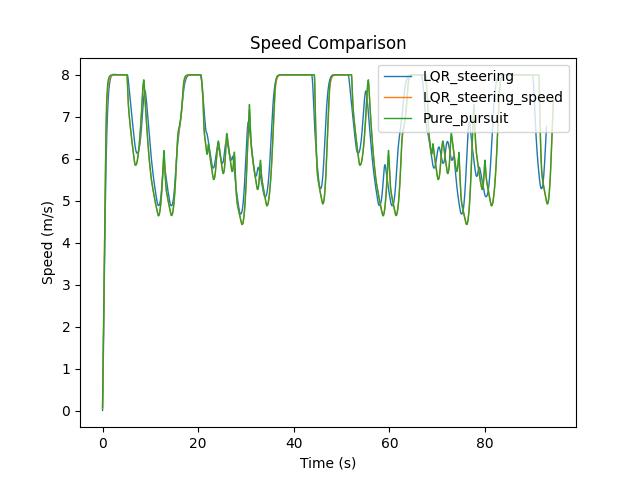 Speed Comparison
LQR_steering
LQR_steering_speed
Pure_pursuit
8
7
6
5
4
3
2
1
0
Speed (m/s)
0 20 40 60 80
Time (s)